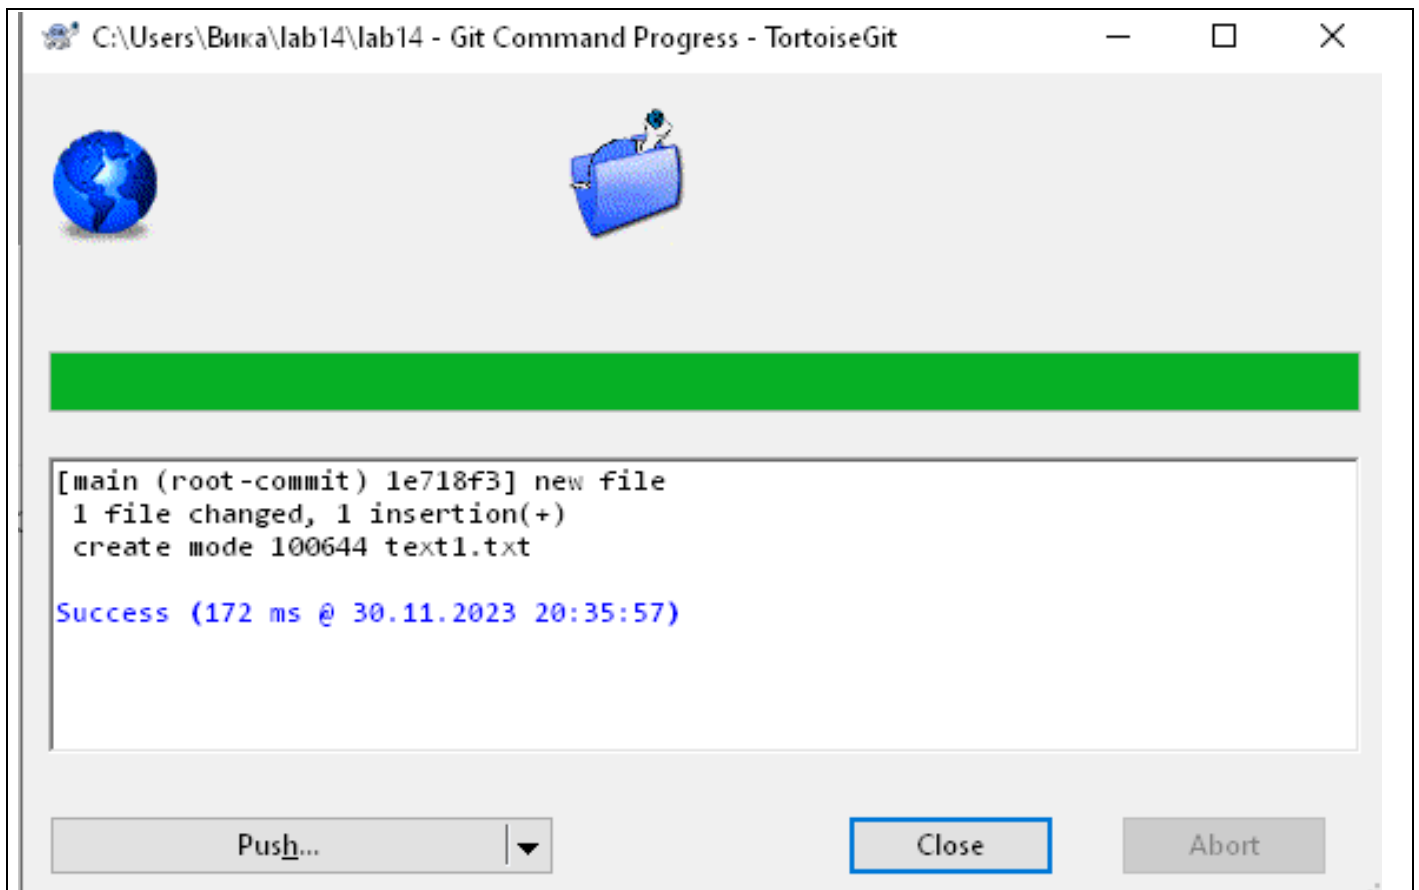 C:\Users\Вика\lab14\lab14 - Git Command Progress - TortoiseGit
[main (root-commit) 1e718f3] new file
1 file changed, 1 insertion(+)
create mode 100644 text1.txt
Success (172 ms @ 30.11.2023 20:35:57)
Push...
Close
Abort